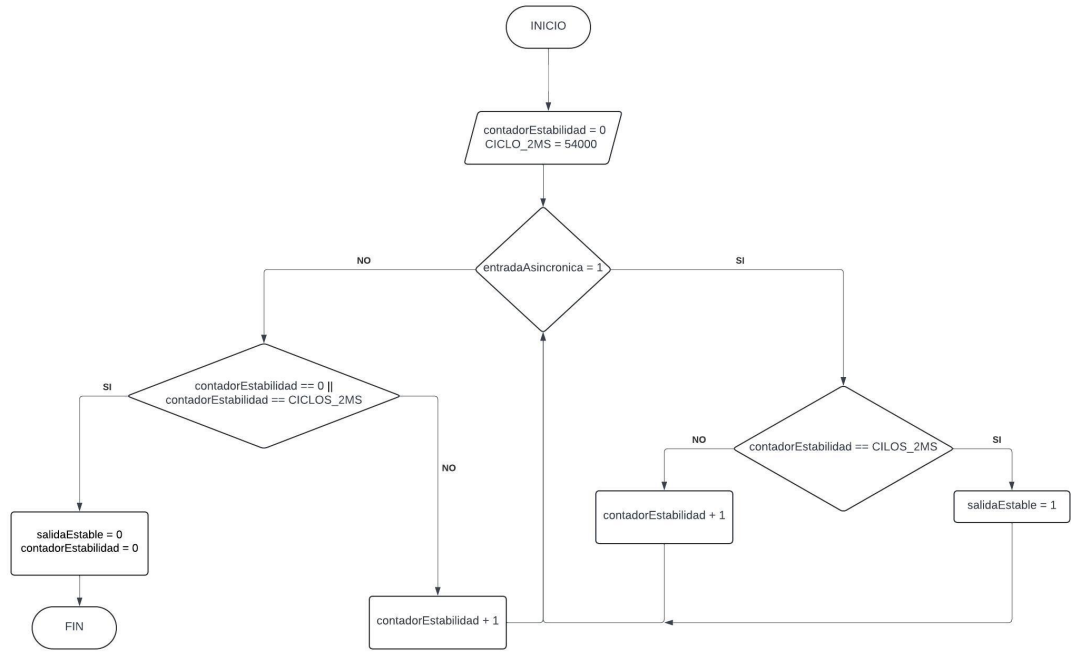 INICIO
contadorEstabilidad = 0
CICLO_2MS = 54000
entradaAsincronica = 1
NO
SI
contadorEstabilidad == 0 ||
contadorEstabilidad == CICLOS_2MS
SI
NO
contadorEstabilidad == CILOS_2MS
NO
SI
contadorEstabilidad + 1
salidaEstable = 1
salidaEstable = 0
contadorEstabilidad = 0
contadorEstabilidad + 1
FIN